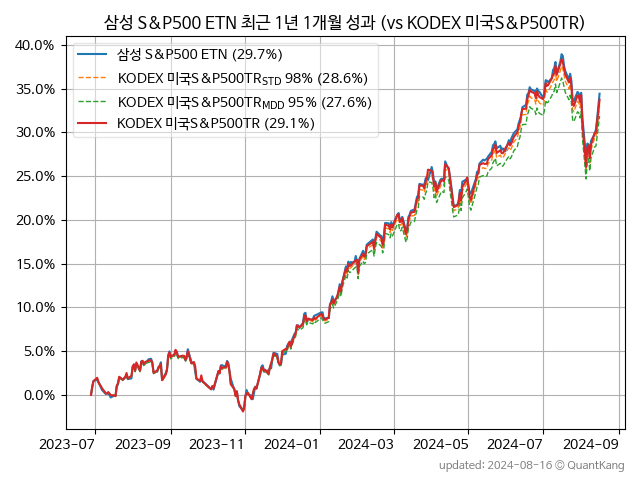 삼성 S&P500 ETN 최근 1년 1개월 성과 (vs KODEX 미국S&P500TR)
40.0%
35.0%
30.0%
25.0%
20.0%
15.0%
10.0%
5.0%
0.0%
삼성 S&P500 ETN (29.7%)
KODEX 미국S&P500TR STD 98% (28.6%)
KODEX 미국S&P500TR MDD 95% (27.6%)
KODEX 미국S&P500TR (29.1%)
2023-07 2023-09 2023-11 2024-01 2024-03 2024-05 2024-07 2024-09
updated: 2024-08-16 © QuantKang